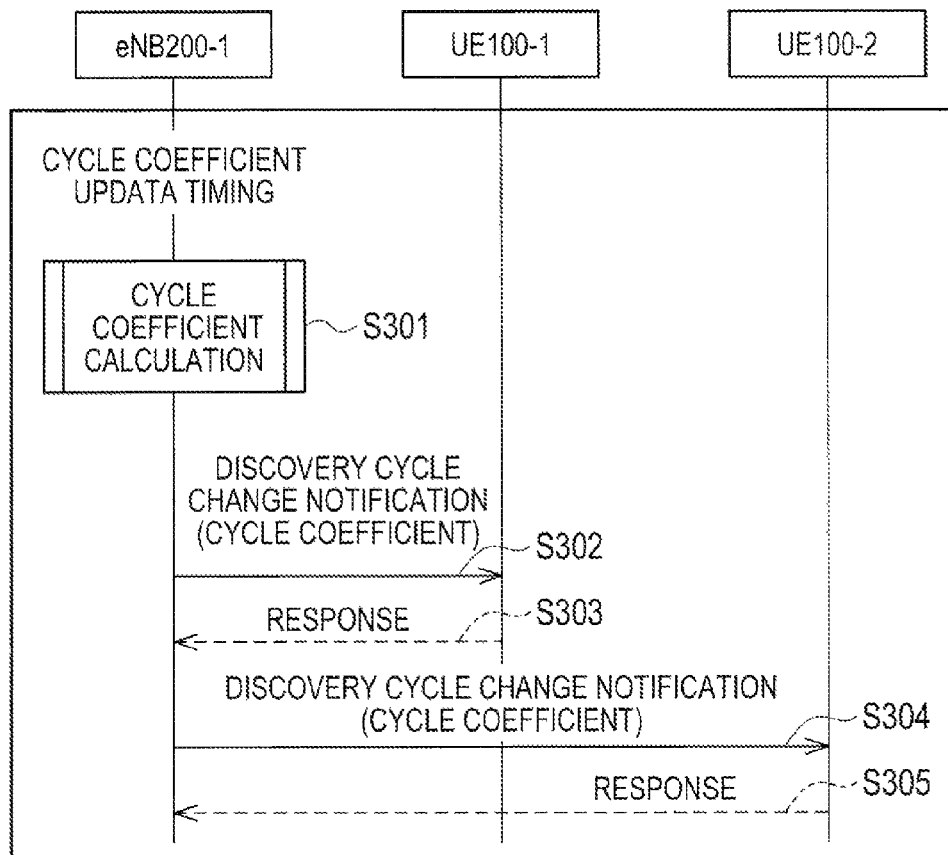 eNB200-1
UE100-1
UE100-2
CYCLE COEFFICIENT
UPDATA TIMING
CYCLE
COEFFICIENT
CALCULATION
S301
DISCOVERY CYCLE
CHANGE NOTIFICATION
(CYCLE COEFFICIENT)
S302
RESPONSE
S303
DISCOVERY CYCLE CHANGE NOTIFICATION
(CYCLE COEFFICIENT)
S304
RESPONSE
S305